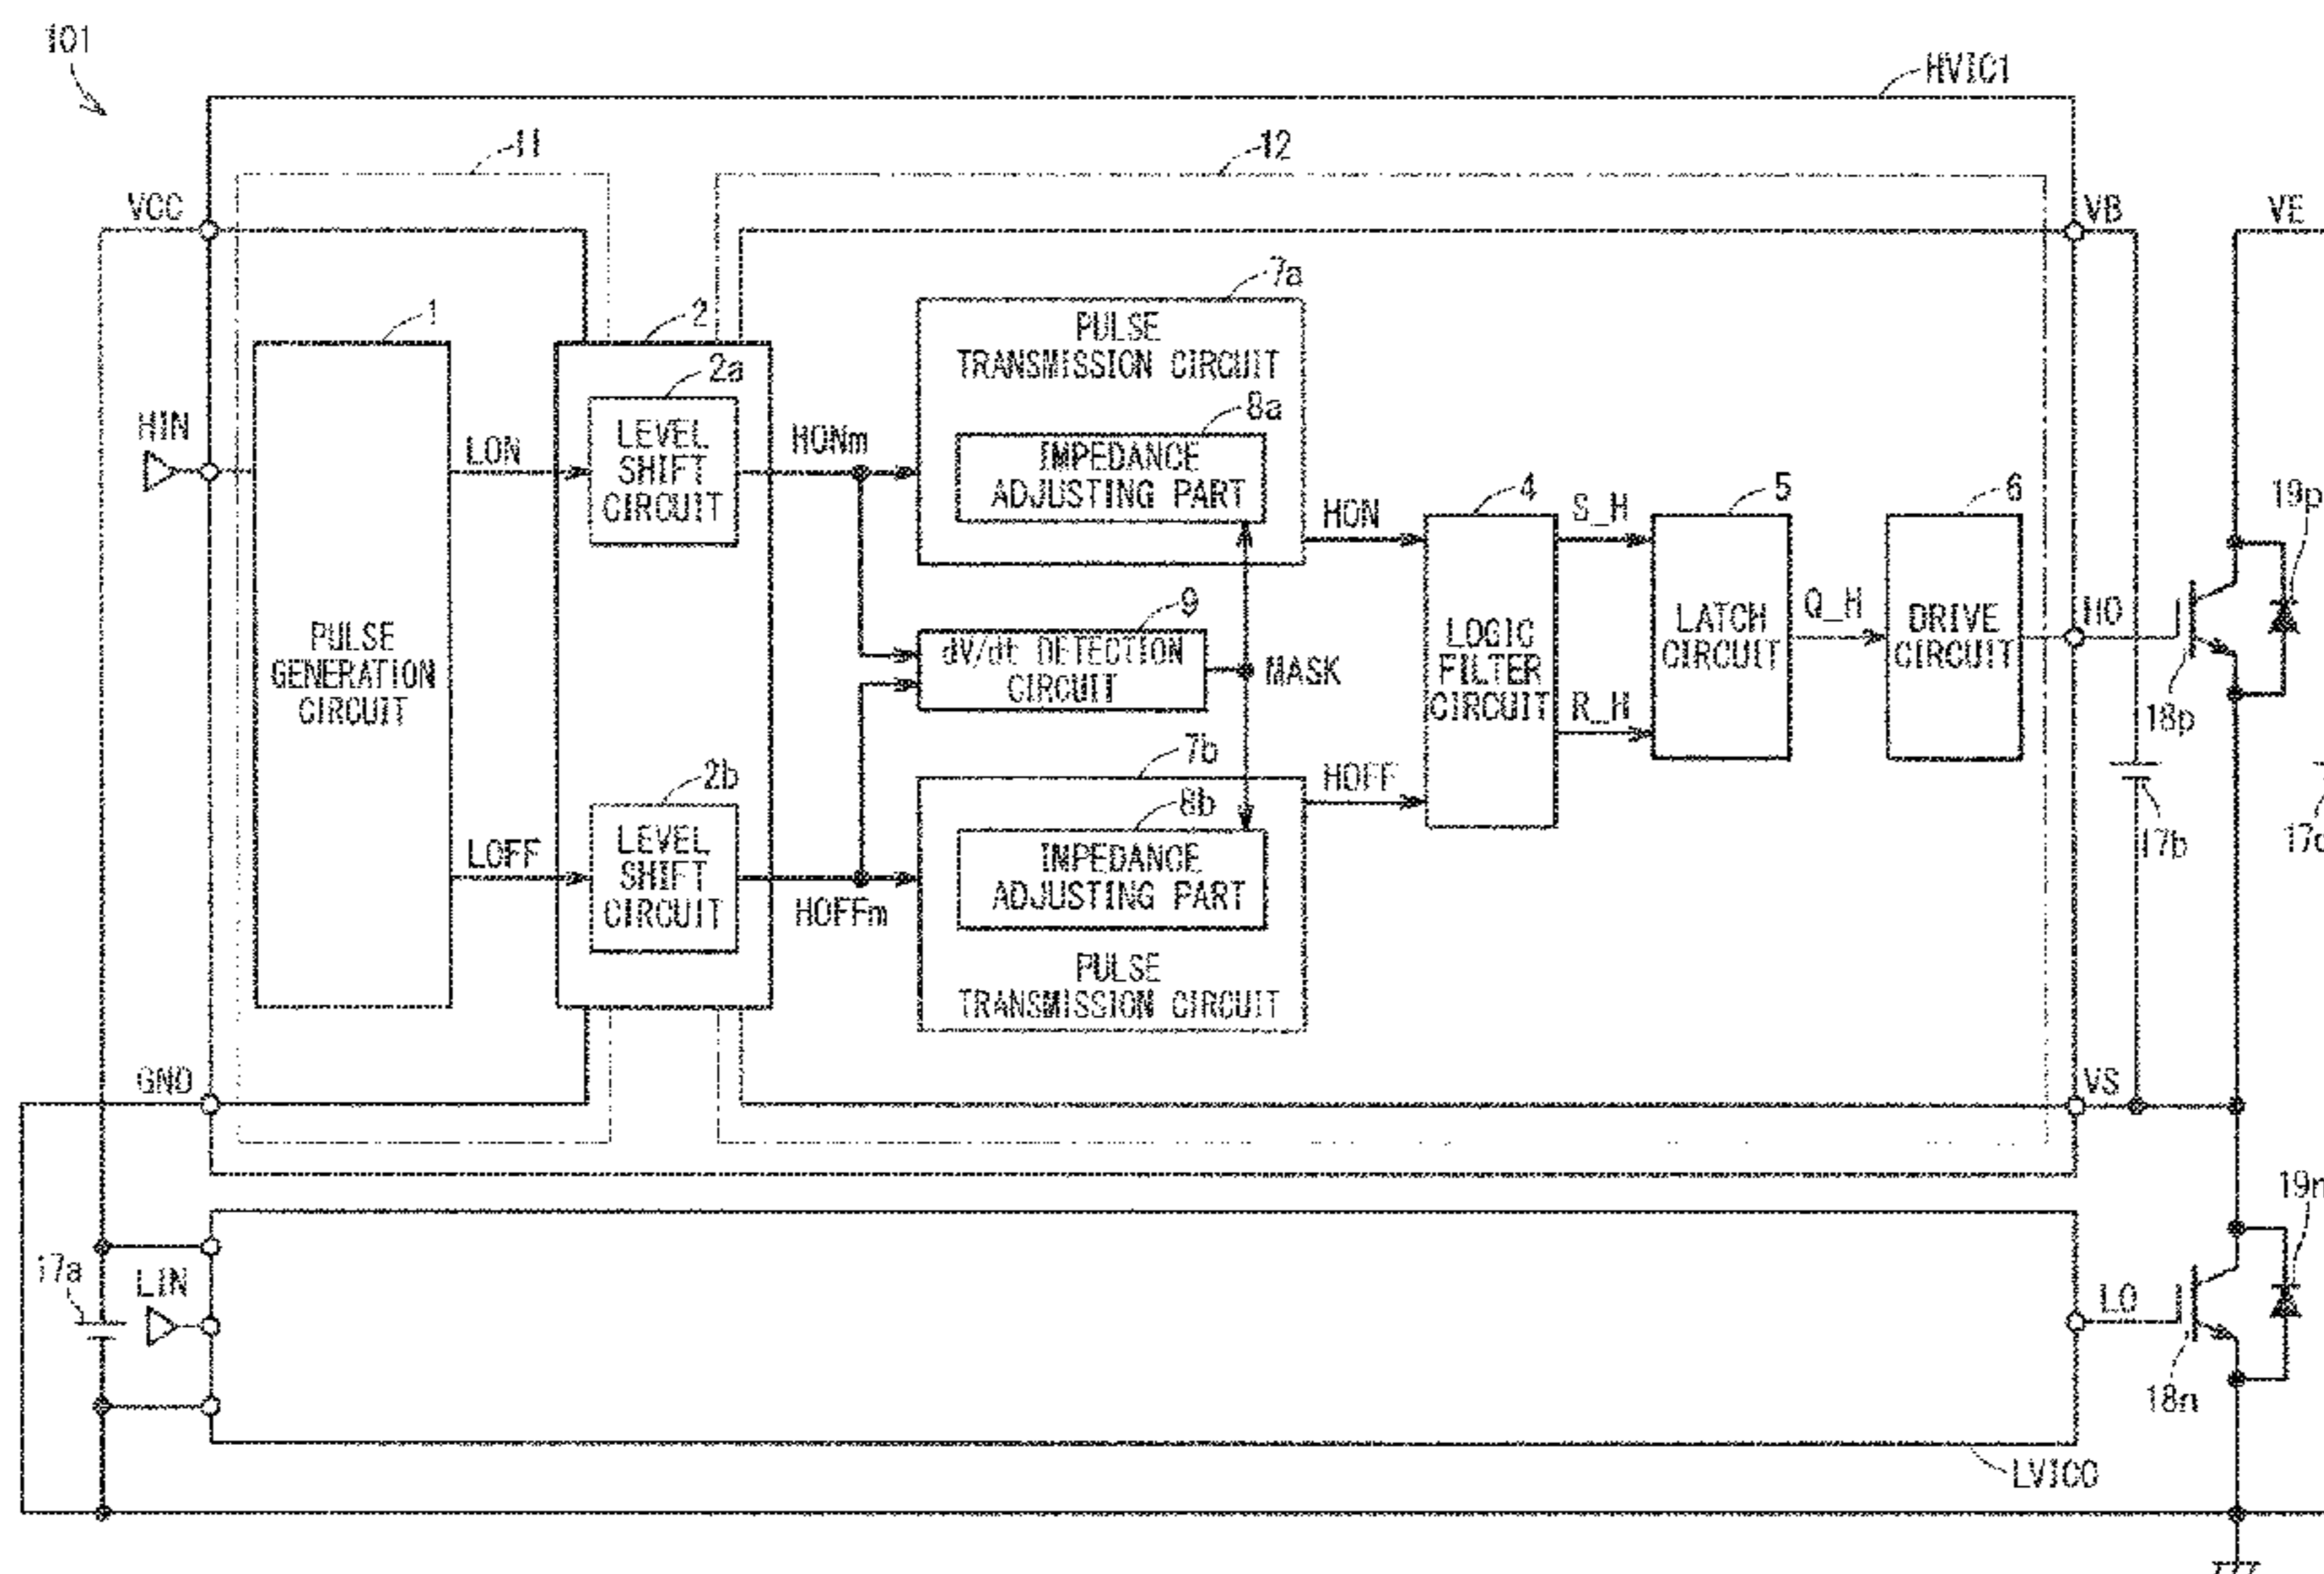 101
HVIC1
11
12
VCC
VB
VE
7a
1
2
PULSE
TRANSMISSION CIRCUIT
2a
8a
HIN
LON
LEVEL
SHIFT
CIRCUIT
HONm
IMPEDANCE
ADJUSTING PART
HON
4
S_H
5
6
19p
9
PULSE
GENERATION
CIRCUIT
dV/dt DETECTION
CIRCUIT
MASK
LOGIC
FILTER
CIRCUIT
LATCH
CIRCUIT
Q_H
DRIVE
CIRCUIT
HO
R_H
18p
7b
2b
HOFF
8b
17b
LOFF
LEVEL
SHIFT
CIRCUIT
HOFFm
IMPEDANCE
ADJUSTING PART
PULSE
TRANSMISSION CIRCUIT
GND
VS
19n
17a
LIN
LO
18n
LVIC0